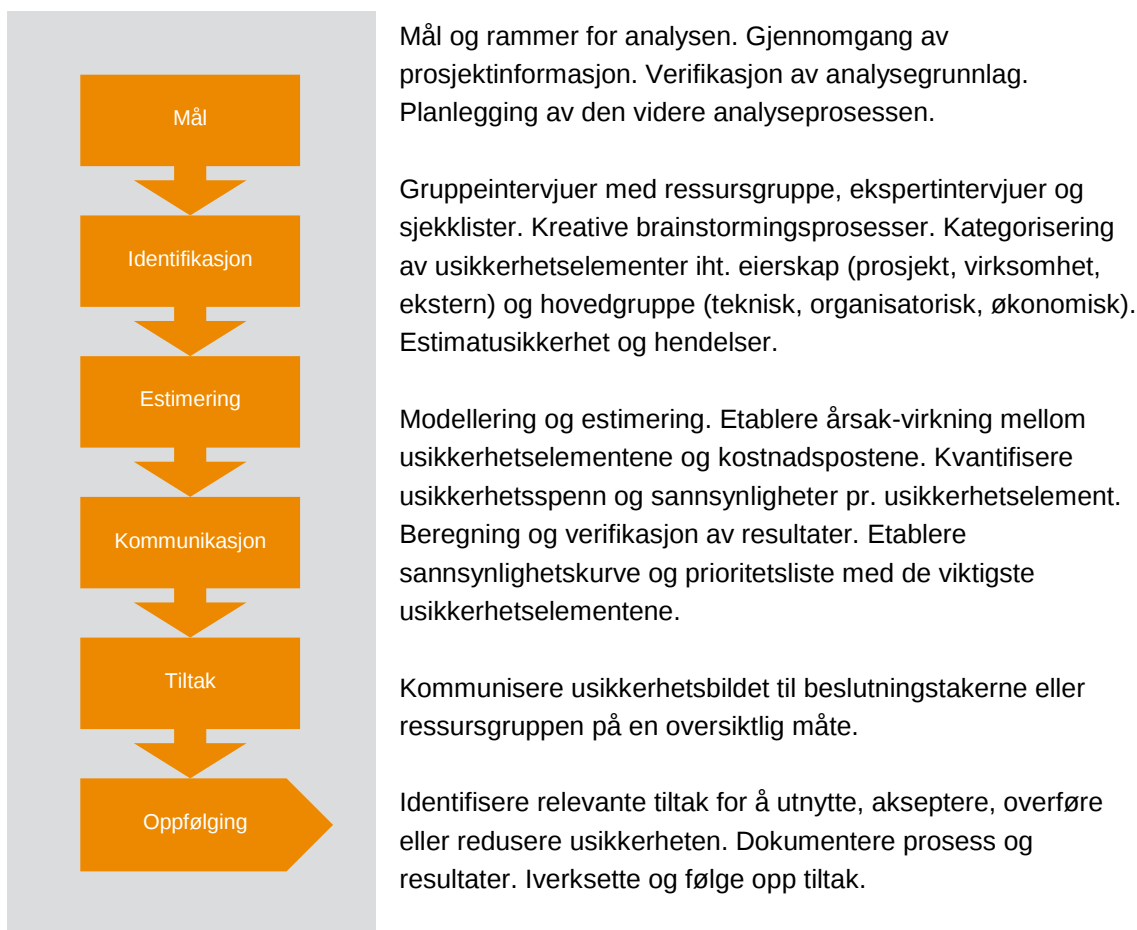 Mål og rammer for analysen. Gjennomgang av
prosjektinformasjon. Verifikasjon av analysegrunnlag.
Planlegging av den videre analyseprosessen.
Mål
Gruppeintervjuer med ressursgruppe, ekspertintervjuer og
sjekklister. Kreative brainstormingsprosesser. Kategorisering
av usikkerhetselementer iht. eierskap (prosjekt, virksomhet,
ekstern) og hovedgruppe (teknisk, organisatorisk, økonomisk).
Estimatusikkerhet og hendelser.
Identifikasjon
Estimering
Modellering og estimering. Etablere årsak-virkning mellom
usikkerhetselementene og kostnadspostene. Kvantifisere
usikkerhetsspenn og sannsynligheter pr. usikkerhetselement.
Beregning og verifikasjon av resultater. Etablere
sannsynlighetskurve og prioritetsliste med de viktigste
usikkerhetselementene.
Kommunikasjon
Tiltak
Kommunisere usikkerhetsbildet til beslutningstakerne eller
ressursgruppen på en oversiktlig måte.
Oppfølging
Identifisere relevante tiltak for å utnytte, akseptere, overføre
eller redusere usikkerheten. Dokumentere prosess og
resultater. Iverksette og følge opp tiltak.